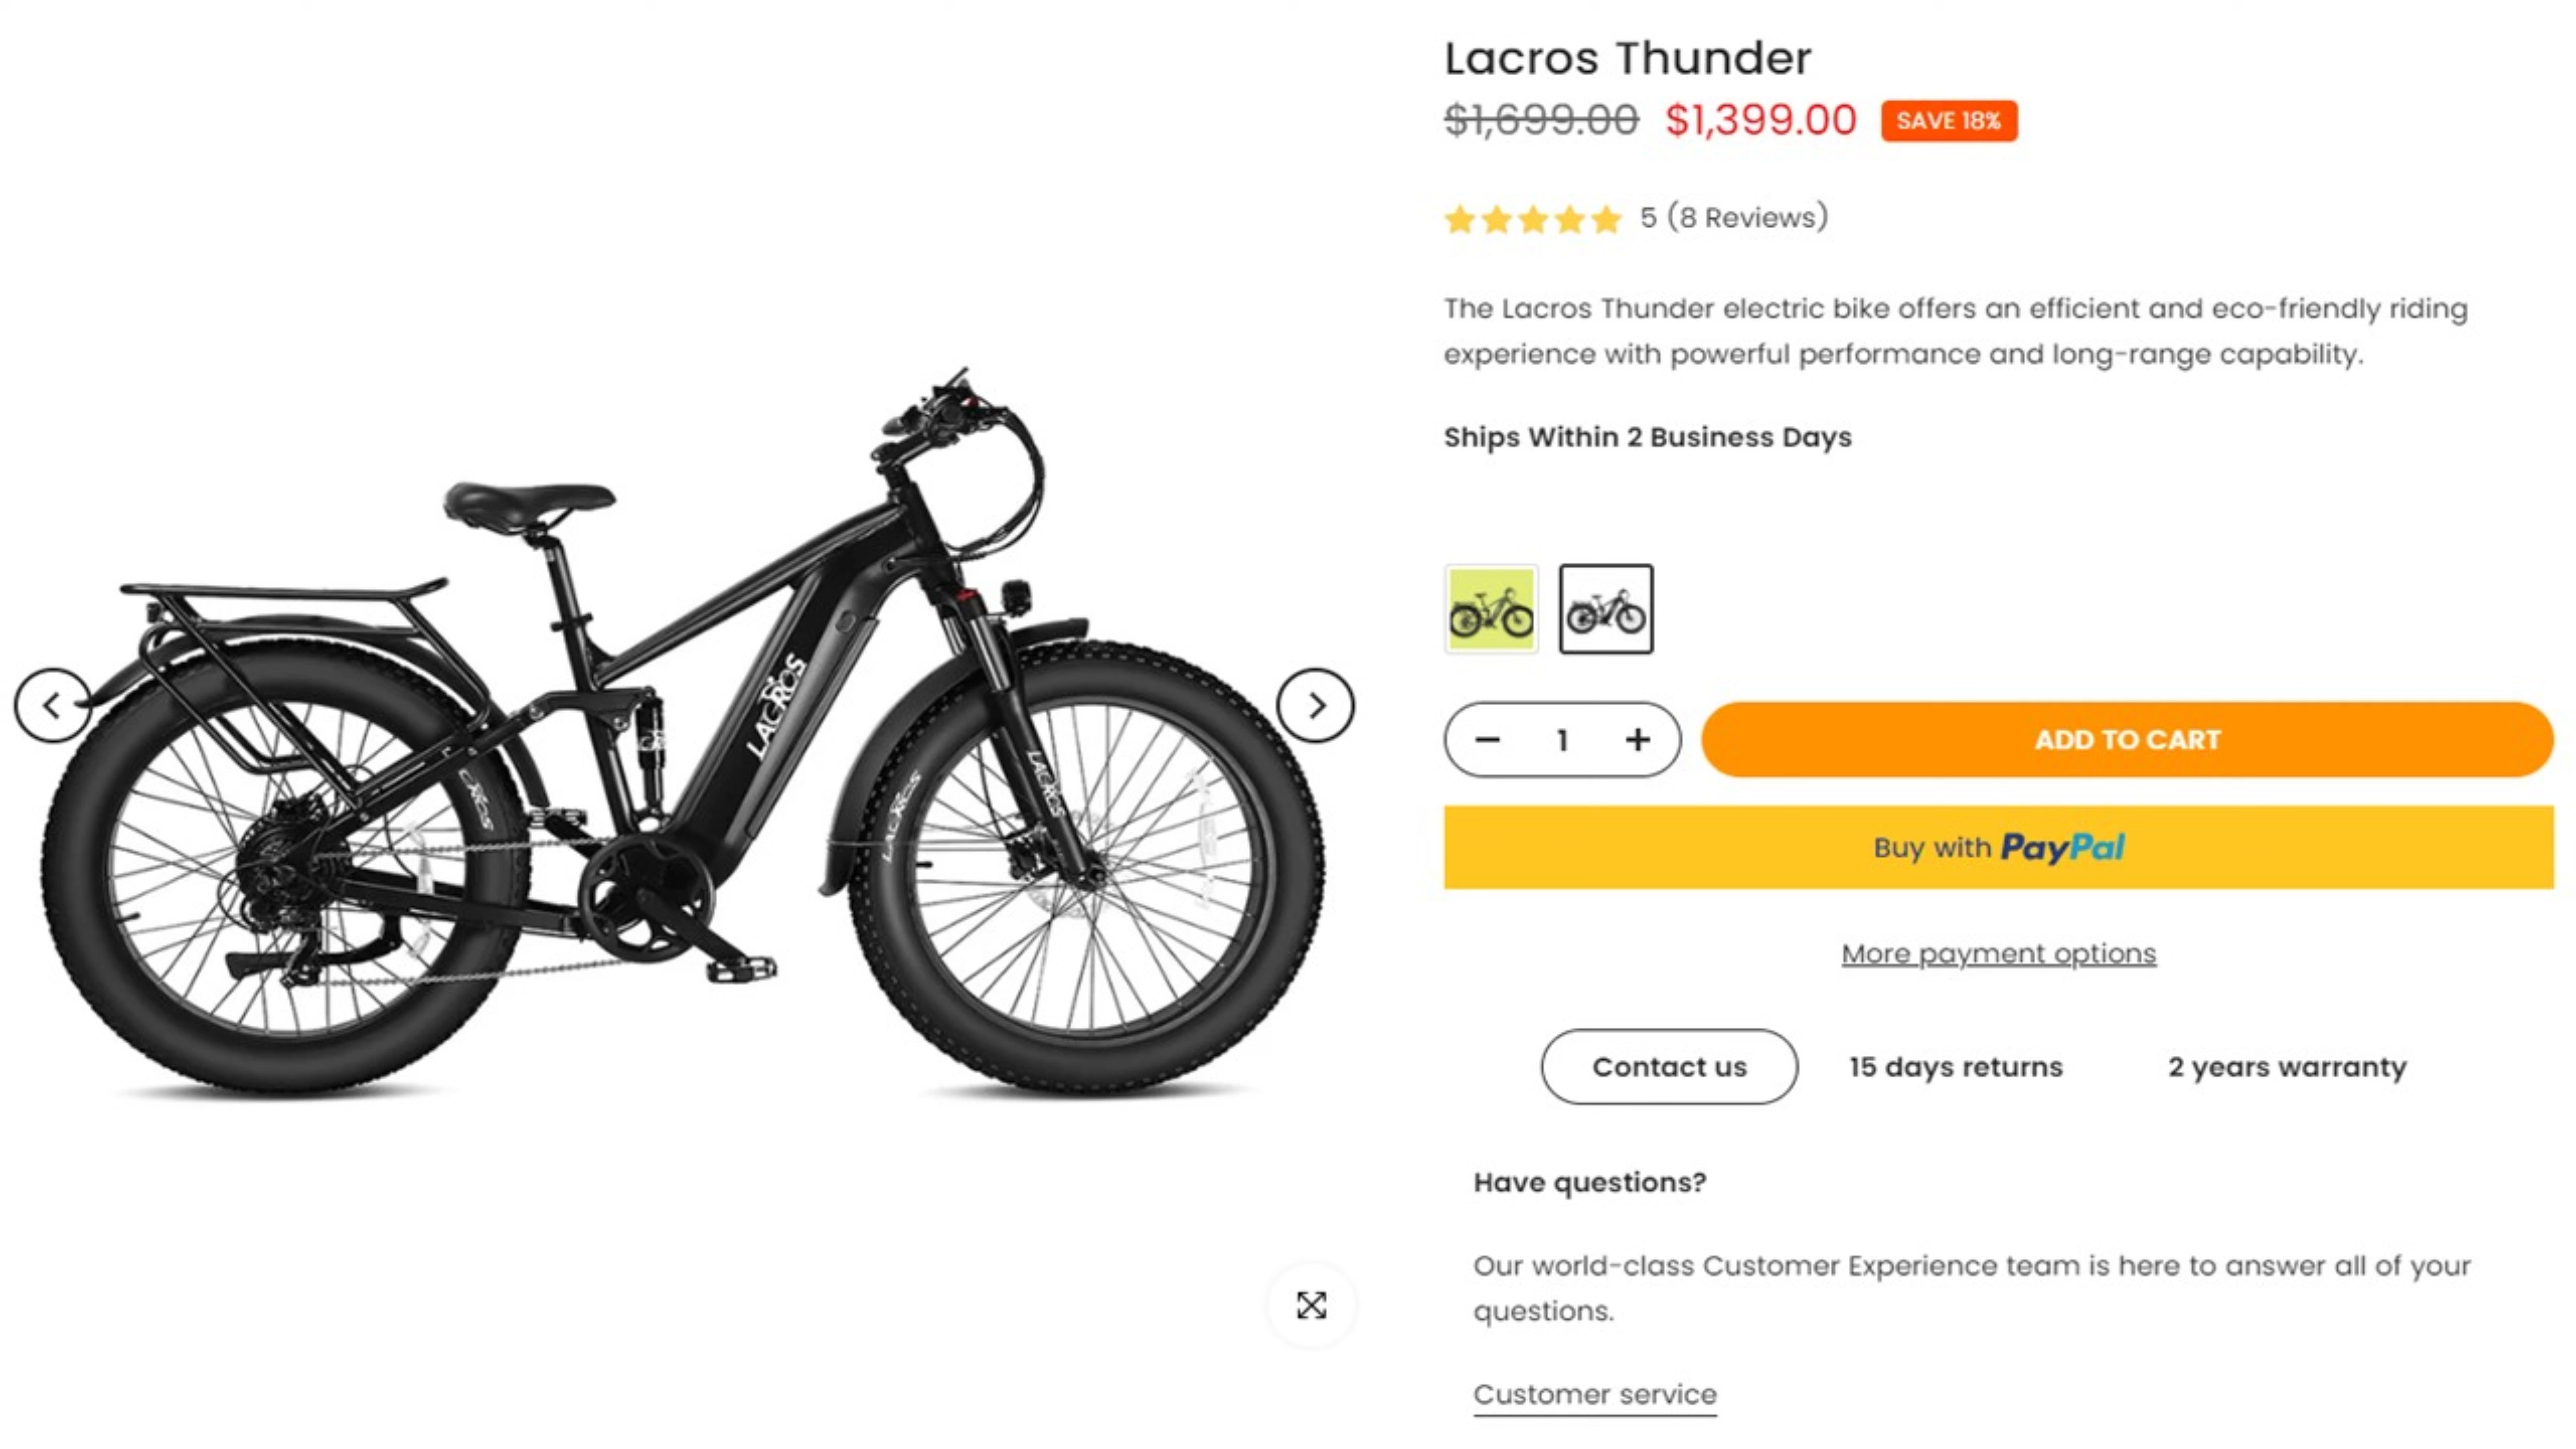 Lacros Thunder
$1,699.00 $1,399.00 SAVE 18%
5 (8 Reviews)
The Lacros Thunder electric bike offers an efficient and eco-friendly riding
experience with powerful performance and long-range capability.
Ships Within 2 Business Days
LACROS
LACROS
LACROS
1
ADD TO CART
Buy with PayPal
More payment options
Contact us 15 days returns 2 years warranty
Have questions?
Our world-class Customer Experience team is here to answer all of your
questions.
Customer service